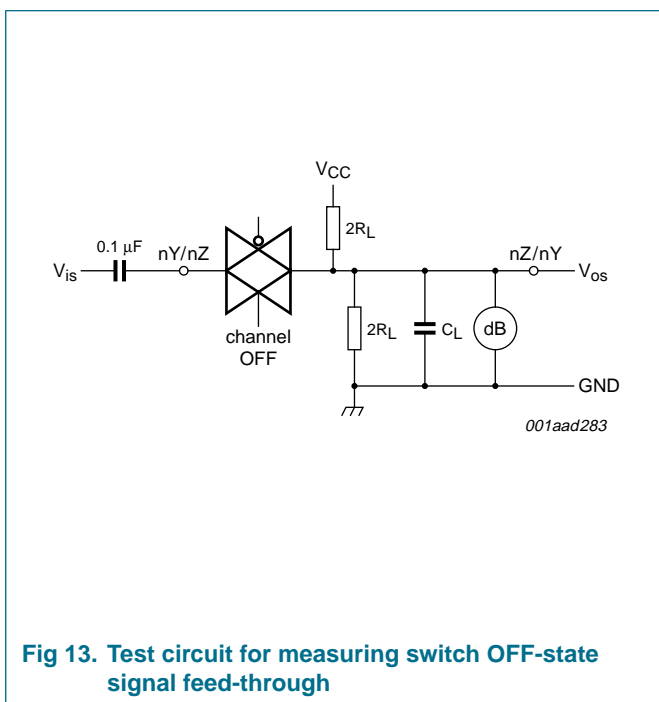 VCC
2RL
0.1 μF
nY/nZ
nZ/nY
Vis
Vos
2RL
CL
dB
channel
OFF
GND
001aad283
Fig 13. Test circuit for measuring switch OFF-state
signal feed-through